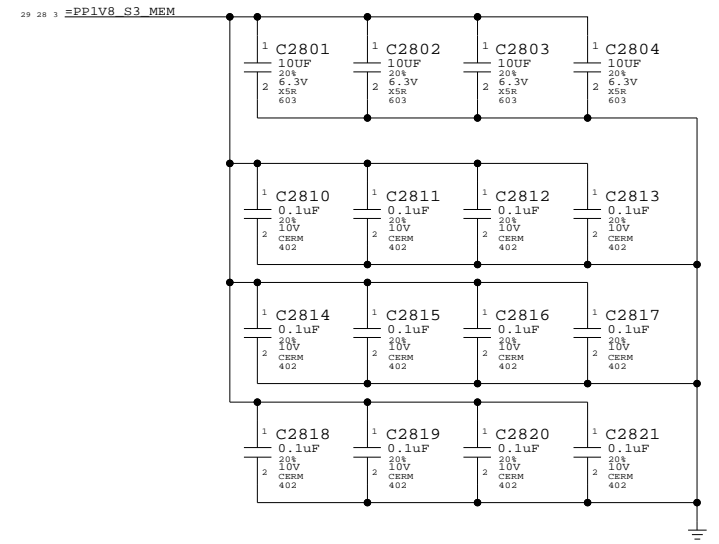 29 28 3 =PP1V8_S3_MEM
1 C2801 1 C2802 1 C2803 1 C2804
10UF 10UF 10UF 10UF
20% 20% 20% 20%
2 6.3V 2 6.3V 2 6.3V 2 6.3V
X5R X5R X5R X5R
603 603 603 603
1 C2810 1 C2811 1 C2812 1 C2813
0.1uF 0.1uF 0.1uF 0.1uF
20% 20% 20% 20%
2 10V 2 10V 2 10V 2 10V
CERM CERM CERM CERM
402 402 402 402
1 C2814 1 C2815 1 C2816 1 C2817
0.1uF 0.1uF 0.1uF 0.1uF
20% 20% 20% 20%
2 10V 2 10V 2 10V 2 10V
CERM CERM CERM CERM
402 402 402 402
1 C2818 1 C2819 1 C2820 1 C2821
0.1uF 0.1uF 0.1uF 0.1uF
20% 20% 20% 20%
2 10V 2 10V 2 10V 2 10V
CERM CERM CERM CERM
402 402 402 402